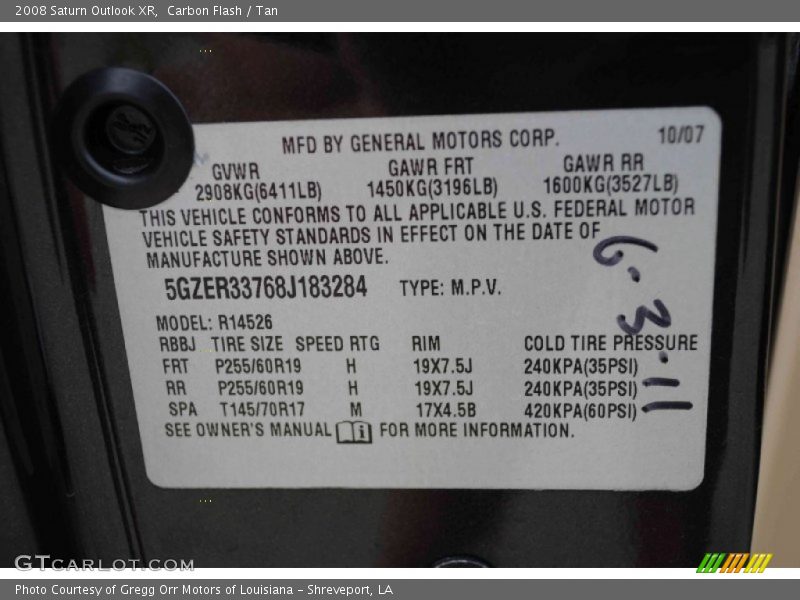 2008 Saturn Outlook XR, Carbon Flash / Tan
MFD BY GENERAL MOTORS CORP. 10/07
GVWR GAWR FRT GAWR RR
2908KG(6411LB) 1450KG(3196LB) 1600KG(3527LB)
THIS VEHICLE CONFORMS TO ALL APPLICABLE U.S. FEDERAL MOTOR
VEHICLE SAFETY STANDARDS IN EFFECT ON THE DATE OF
MANUFACTURE SHOWN ABOVE.
5GZER33768J183284 TYPE: M.P.V.
6.3.11
MODEL: R14526
RBBJ TIRE SIZE SPEED RTG RIM COLD TIRE PRESSURE
FRT P255/60R19 H 19X7.5J 240KPA(35PSI)
RR P255/60R19 H 19X7.5J 240KPA(35PSI)
SPA T145/70R17 M 17X4.5B 420KPA(60PSI)
SEE OWNER'S MANUAL i FOR MORE INFORMATION.
GTCARLOT.COM
Photo Courtesy of Gregg Orr Motors of Louisiana - Shreveport, LA